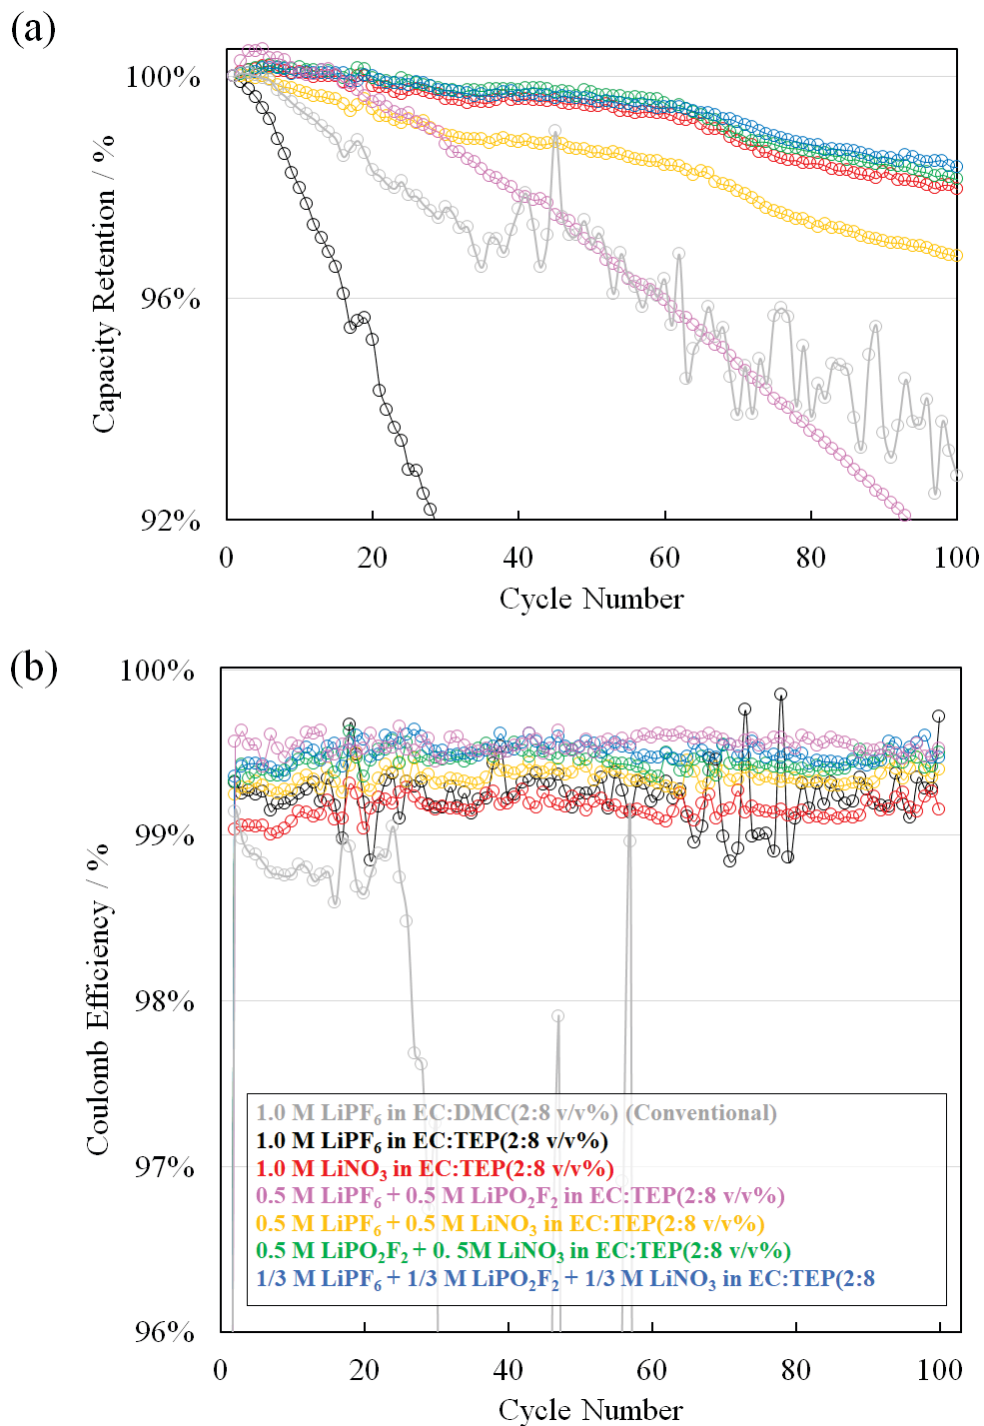 (a)
100%
96%
92%
Capacity Retention / %
0 20 40 60 80 100
Cycle Number
(b)
100%
99%
98%
97%
96%
Coulomb Efficiency / %
1.0 M LiPF6 in EC:DMC(2:8 v/v%) (Conventional)
1.0 M LiPF6 in EC:TEP(2:8 v/v%)
1.0 M LiNO3 in EC:TEP(2:8 v/v%)
0.5 M LiPF6 + 0.5 M LiPO2F2 in EC:TEP(2:8 v/v%)
0.5 M LiPF6 + 0.5 M LiNO3 in EC:TEP(2:8 v/v%)
0.5 M LiPO2F2 + 0. 5M LiNO3 in EC:TEP(2:8 v/v%)
1/3 M LiPF6 + 1/3 M LiPO2F2 + 1/3 M LiNO3 in EC:TEP(2:8
0 20 40 60 80 100
Cycle Number